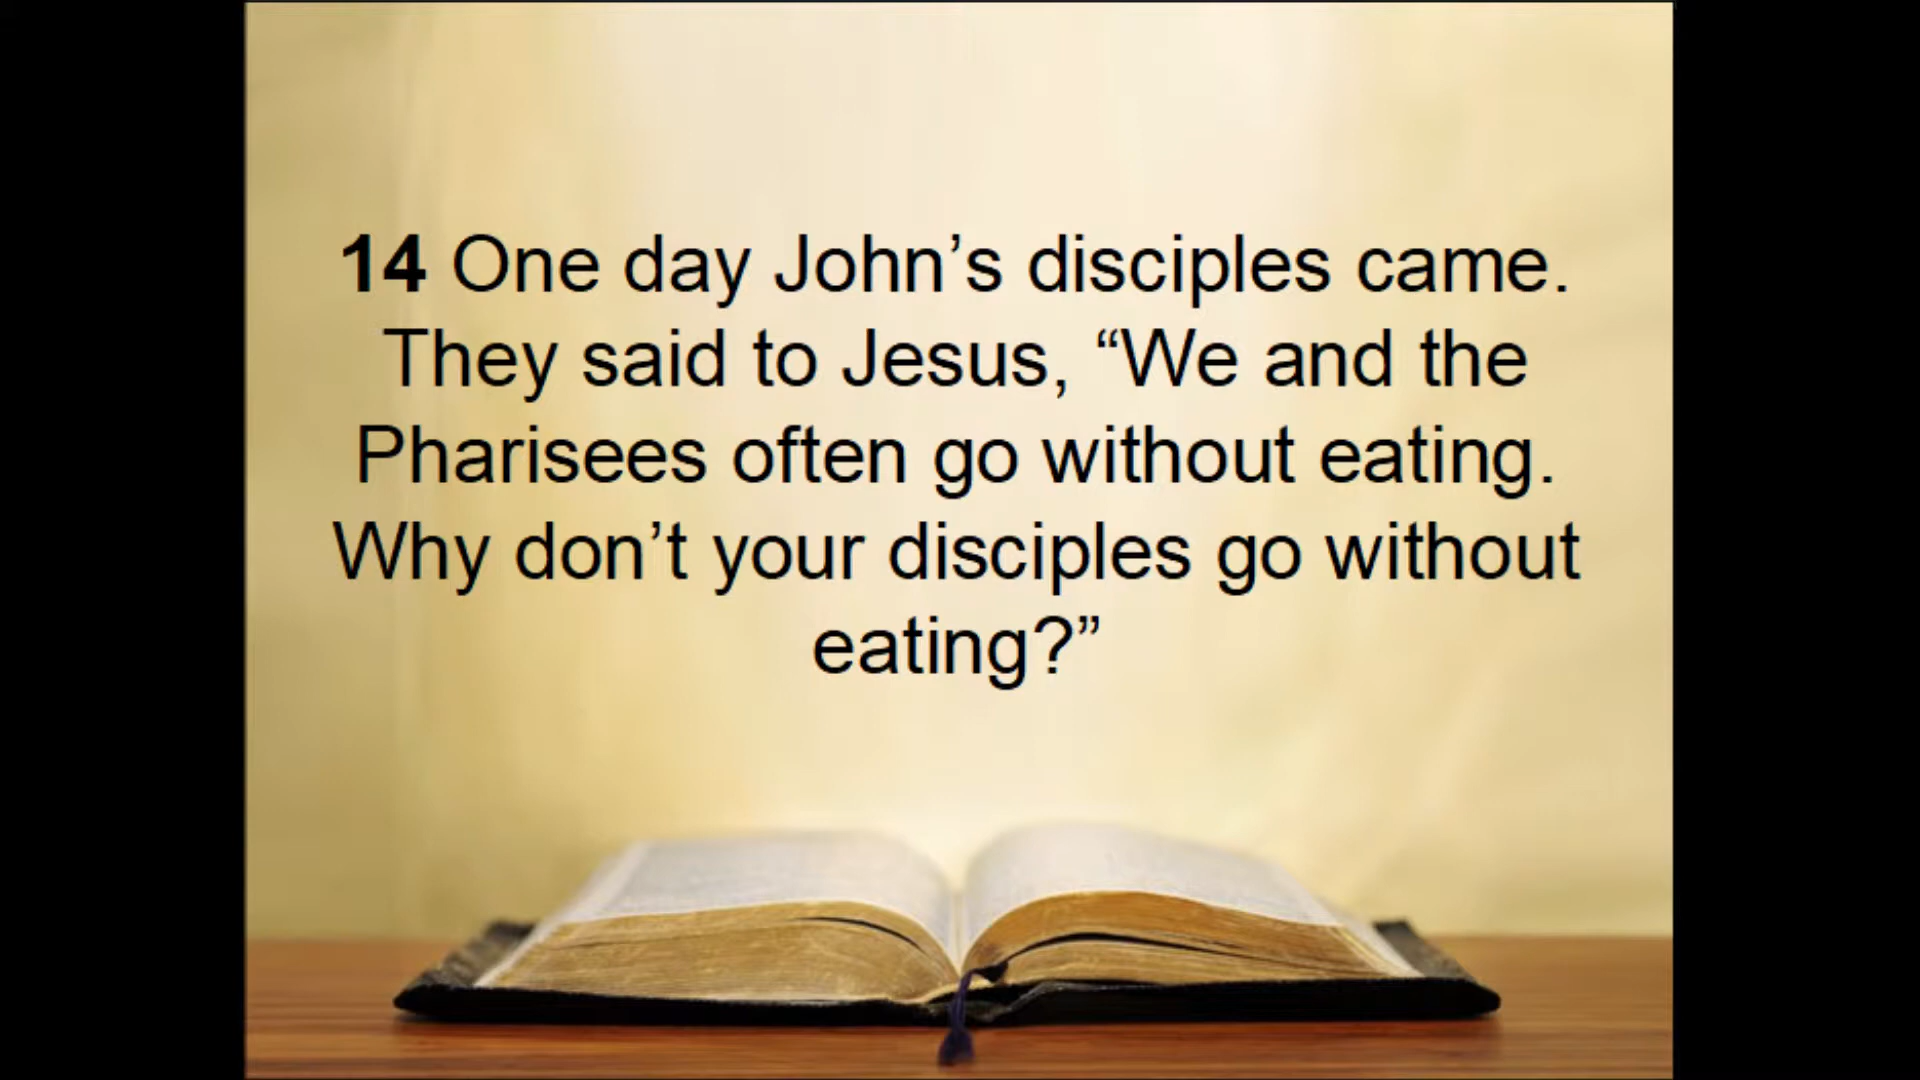 14 One day John’s disciples came.
They said to Jesus, “We and the
Pharisees often go without eating.
Why don’t your disciples go without
eating?”